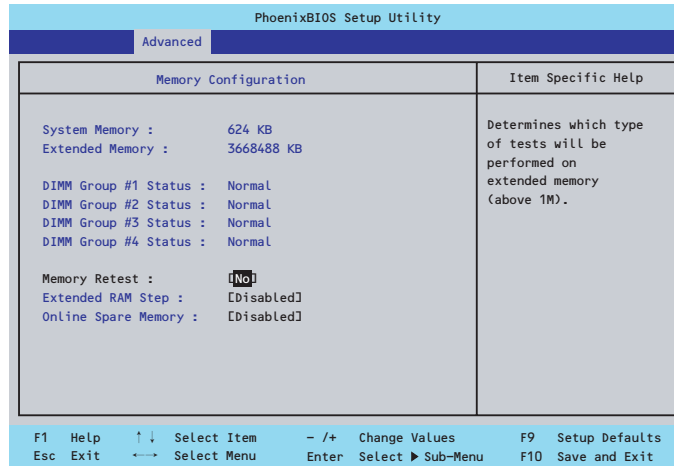 PhoenixBIOS Setup Utility
Advanced
Memory Configuration
Item Specific Help
System Memory : 624 KB
Extended Memory : 3668488 KB
DIMM Group #1 Status : Normal
DIMM Group #2 Status : Normal
DIMM Group #3 Status : Normal
DIMM Group #4 Status : Normal
Memory Retest : [No]
Extended RAM Step : [Disabled]
Online Spare Memory : [Disabled]
Determines which type
of tests will be
performed on
extended memory
(above 1M).
F1 Help ↑↓ Select Item - /+ Change Values F9 Setup Defaults
Esc Exit ←→ Select Menu Enter Select ▶ Sub-Menu F10 Save and Exit